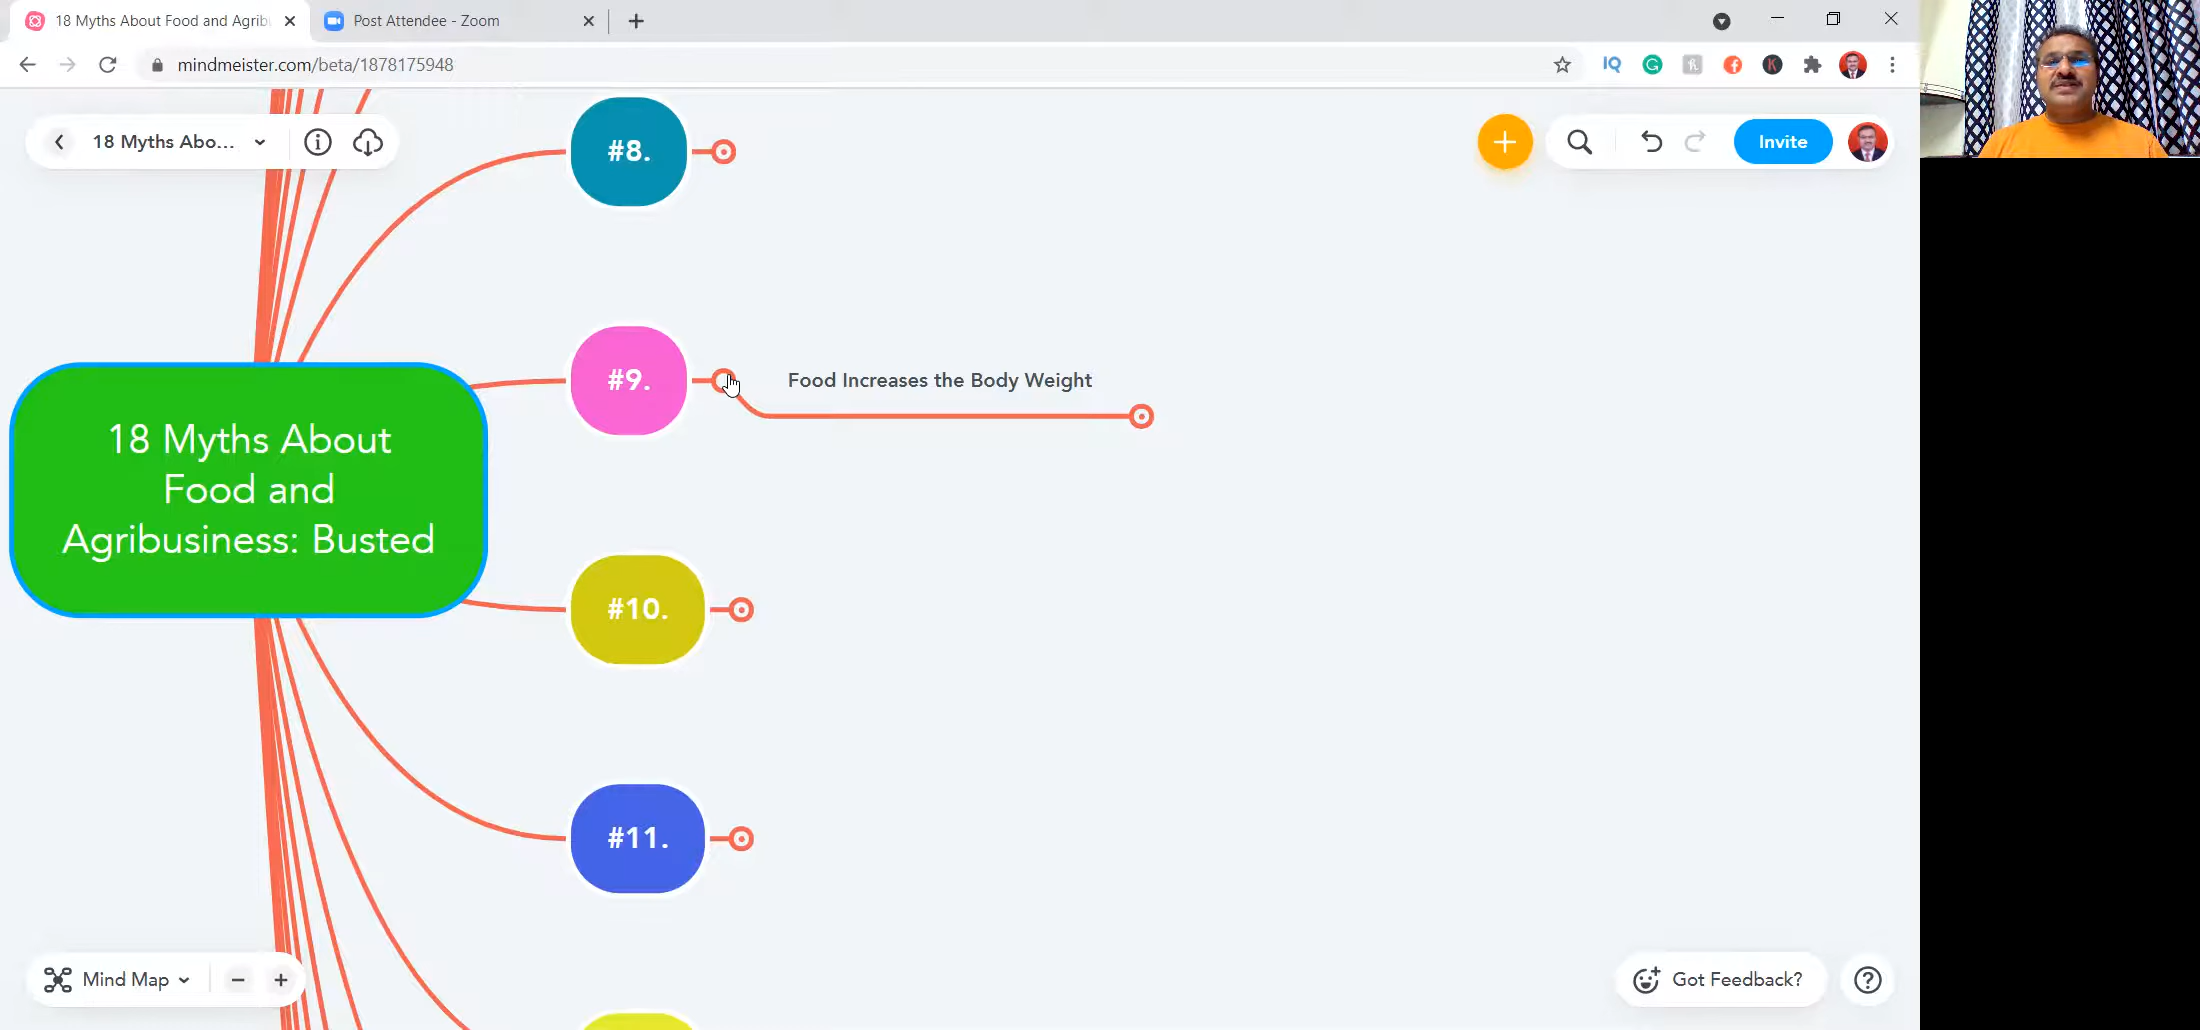 18 Myths About Food and Agrib
Post Attendee - Zoom
mindmeister.com/beta/1878175948
IQ
18 Myths Abo...
Invite
#8.
#9.
Food Increases the Body Weight
18 Myths About
Food and
Agribusiness: Busted
#10.
#11.
Mind Map
Got Feedback?